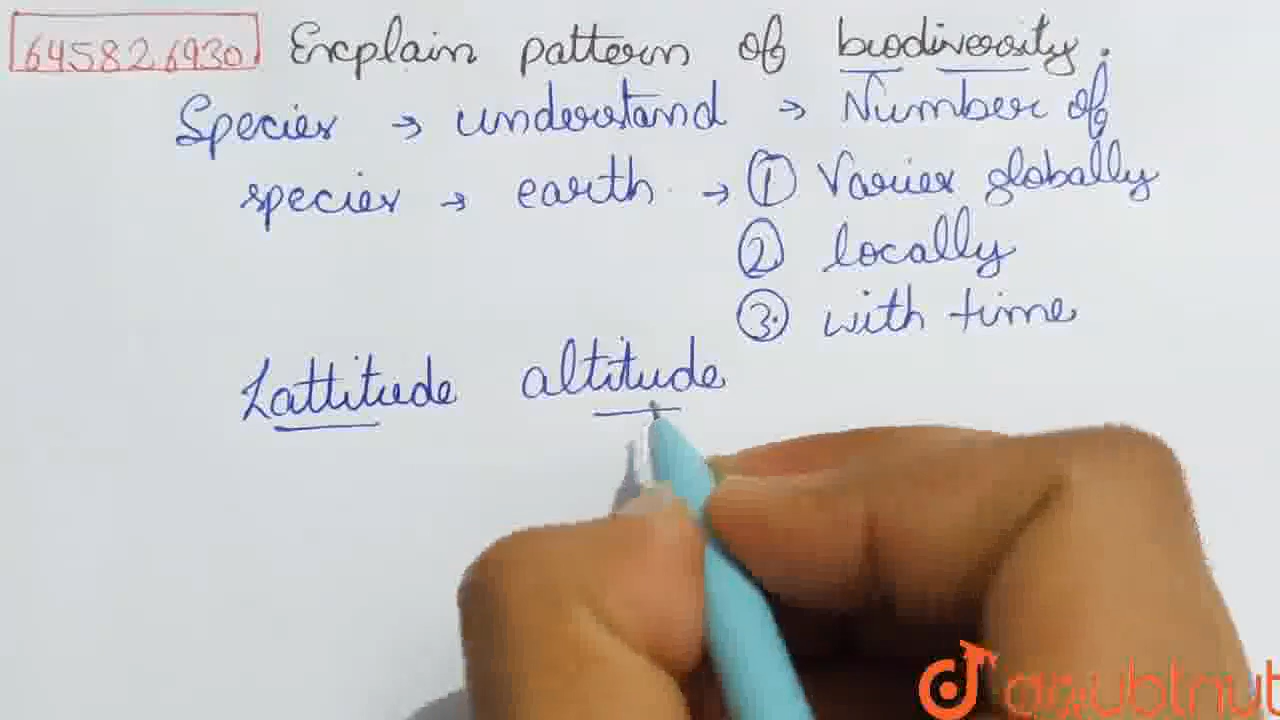 645826930 Explain pattern of biodiversity.
Species → understand → Number of
species → earth → ① Varies globally
② locally
③ with time
Lattitude altitude
doubtnut